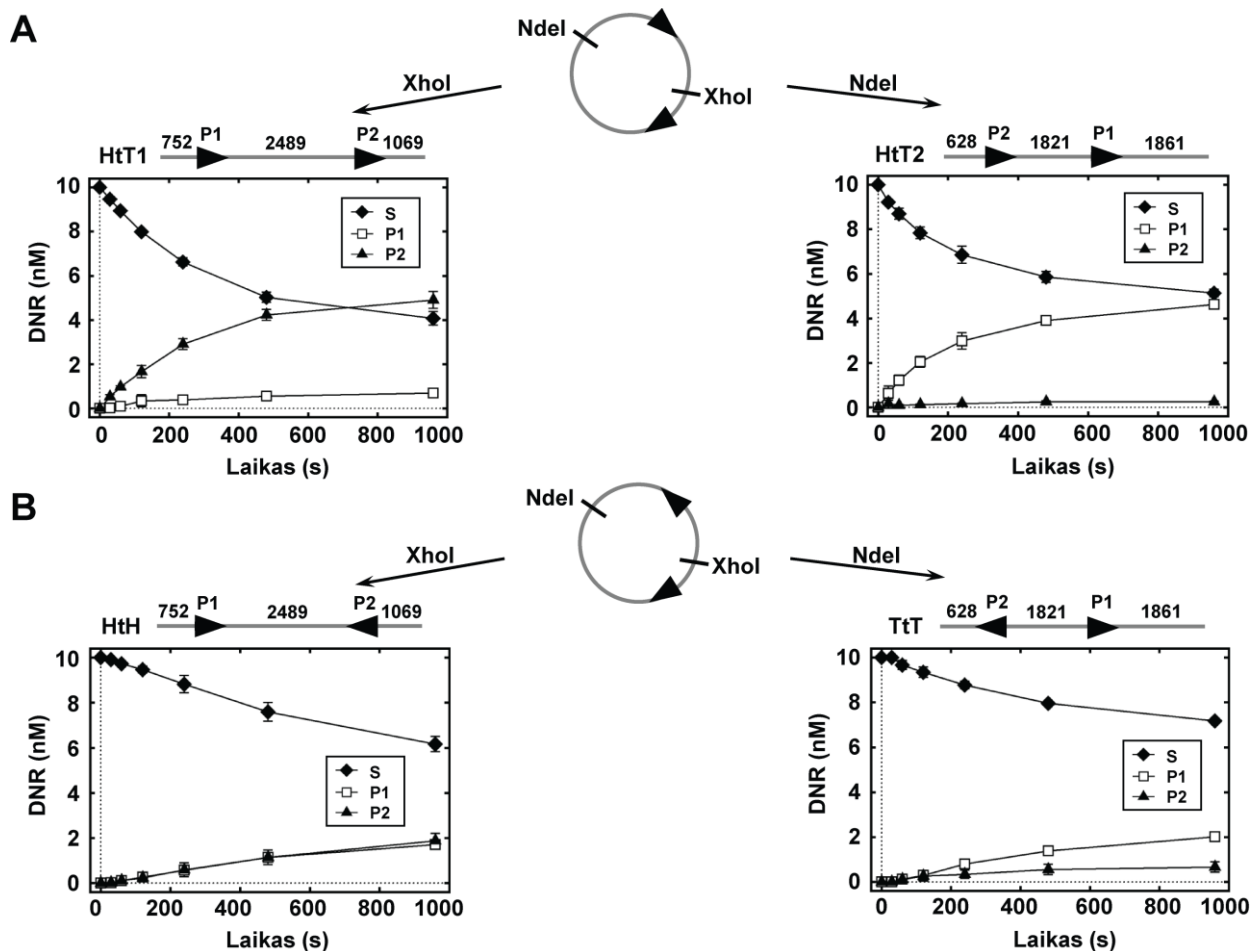 A
NdeI
XhoI
XhoI
NdeI
752 P1 2489 P2 1069
HtT1
628 P2 1821 P1 1861
HtT2
10
8
6
4
2
0
DNR (nM)
S
P1
P2
0 200 400 600 800 1000
Laikas (s)
10
8
6
4
2
0
DNR (nM)
S
P1
P2
0 200 400 600 800 1000
Laikas (s)
B
NdeI
XhoI
XhoI
NdeI
752 P1 2489 P2 1069
HtH
628 P2 1821 P1 1861
TtT
10
8
6
4
2
0
DNR (nM)
S
P1
P2
0 200 400 600 800 1000
Laikas (s)
10
8
6
4
2
0
DNR (nM)
S
P1
P2
0 200 400 600 800 1000
Laikas (s)